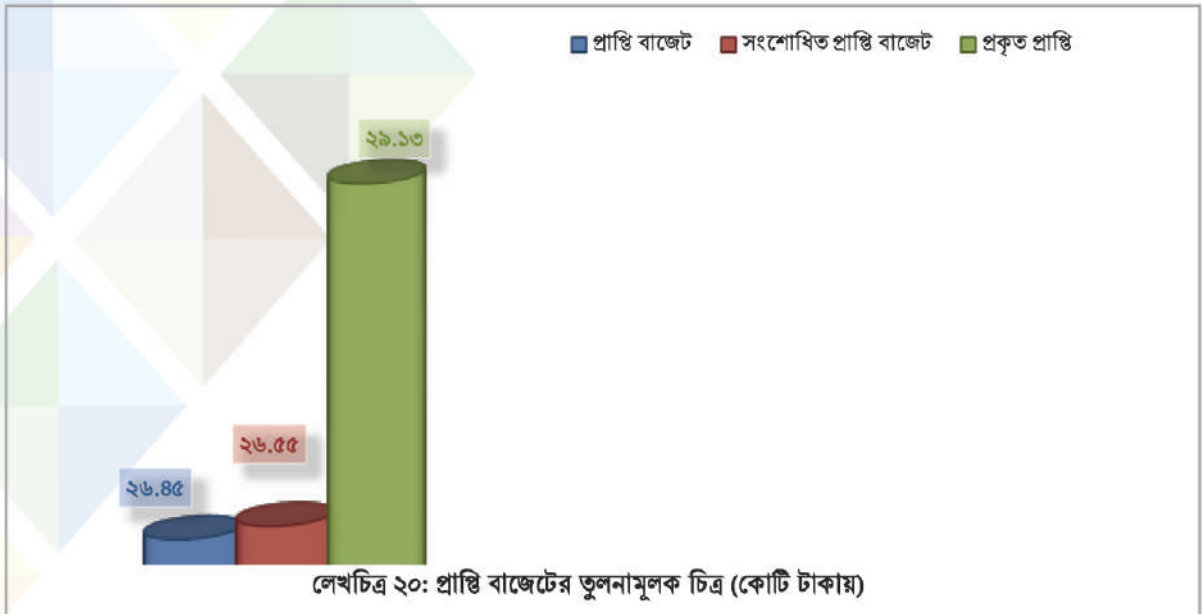 প্রাপ্তি বাজেট সংশোধিত প্রাপ্তি বাজেট প্রকৃত প্রাপ্তি
২৯.১৩
২৬.৫৫
২৬.৪৫
লেখচিত্র ২০: প্রাপ্তি বাজেটের তুলনামূলক চিত্র (কোটি টাকায়)